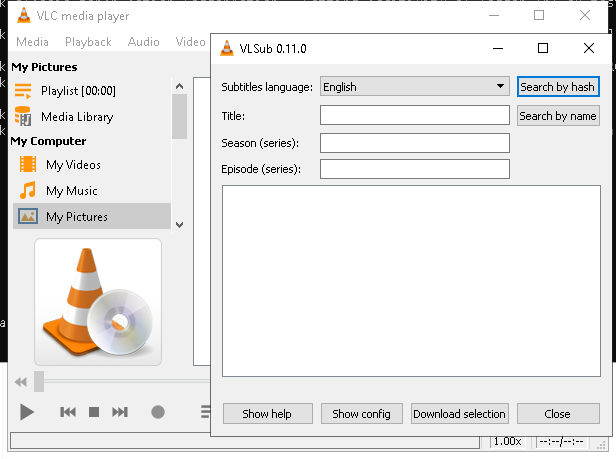 VLC media player
Media Playback Audio Video
My Pictures
Playlist [00:00]
Media Library
My Computer
My Videos
My Music
My Pictures
VLSub 0.11.0
Subtitles language: English Search by hash
Title: Search by name
Season (series):
Episode (series):
Show help Show config Download selection Close
1.00x --:--/--:--